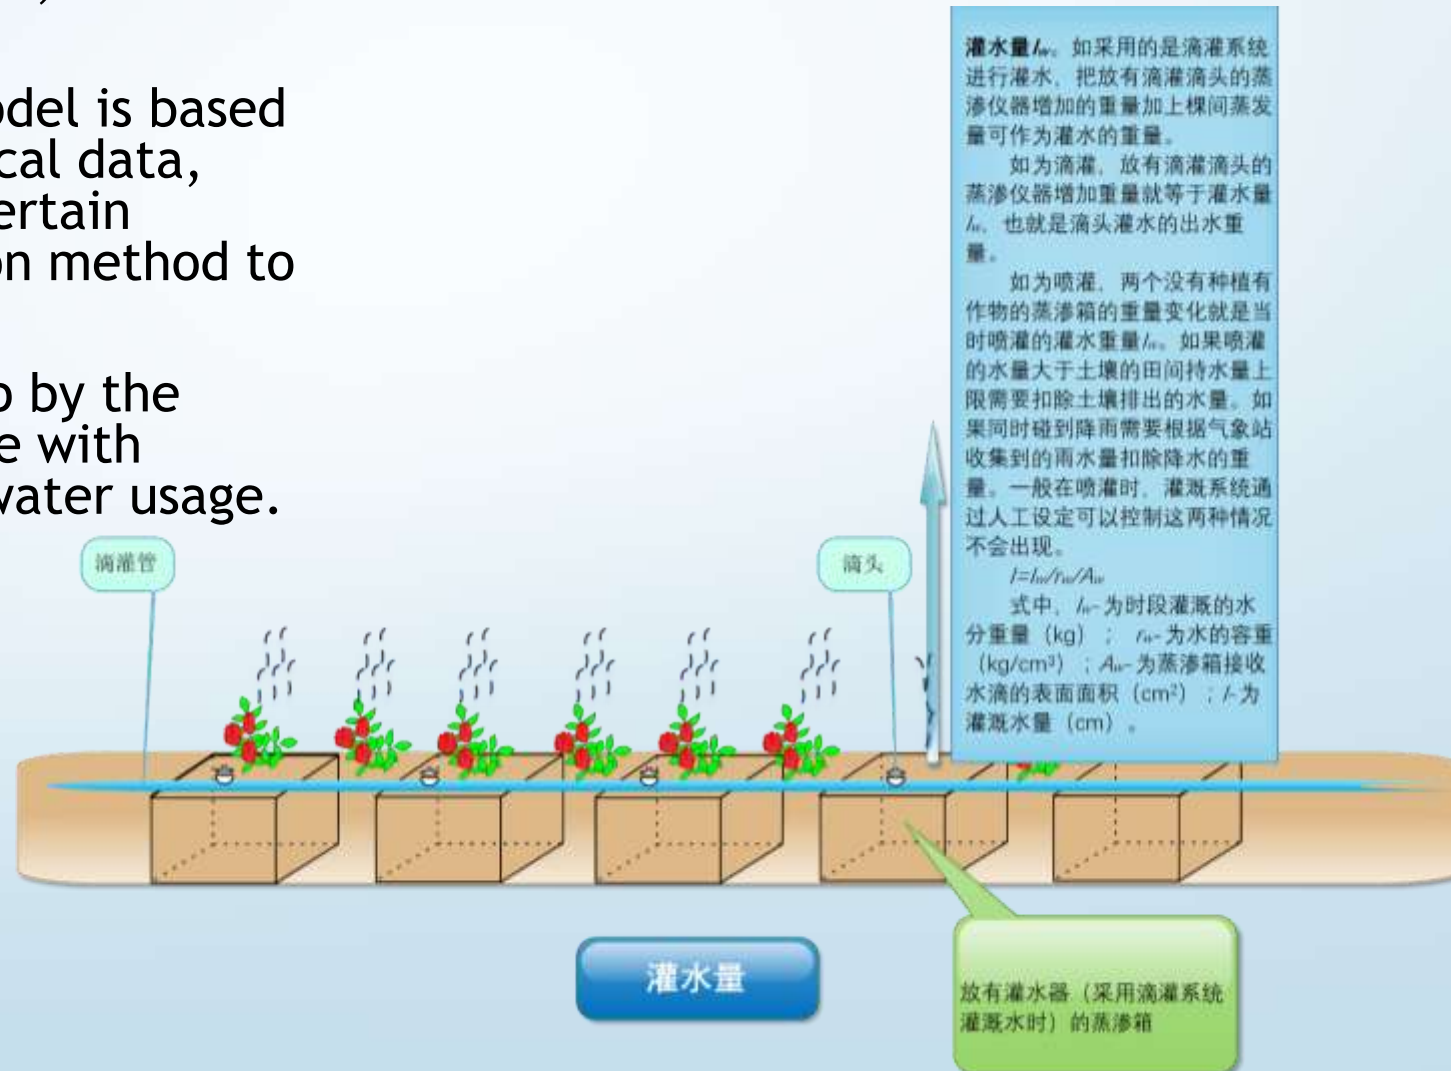 odel is based
cal data,
ertain
on method to
o by the
e with
water usage.
灌水量Iw。如采用的是滴灌系统
进行灌水，把放有滴灌滴头的蒸
渗仪器增加的重量加上棵间蒸发
量可作为灌水的重量。
如为滴灌，放有滴灌滴头的
蒸渗仪器增加重量就等于灌水量
Iw，也就是滴头灌水的出水重
量。
如为喷灌，两个没有种植有
作物的蒸渗箱的重量变化就是当
时喷灌的灌水重量Iw。如果喷灌
的水量大于土壤的田间持水量上
限需要扣除土壤排出的水量。如
果同时碰到降雨需要根据气象站
收集到的雨水量扣除降水的重
量。一般在喷灌时，灌溉系统通
过人工设定可以控制这两种情况
不会出现。
I=Iw/rw/Aw
式中，Iw-为时段灌溉的水
分重量（kg）；rw-为水的容重
（kg/cm³）；Aw-为蒸渗箱接收
水滴的表面面积（cm²）；I-为
灌溉水量（cm）。
滴灌管
滴头
灌水量
放有灌水器（采用滴灌系统
灌溉水时）的蒸渗箱